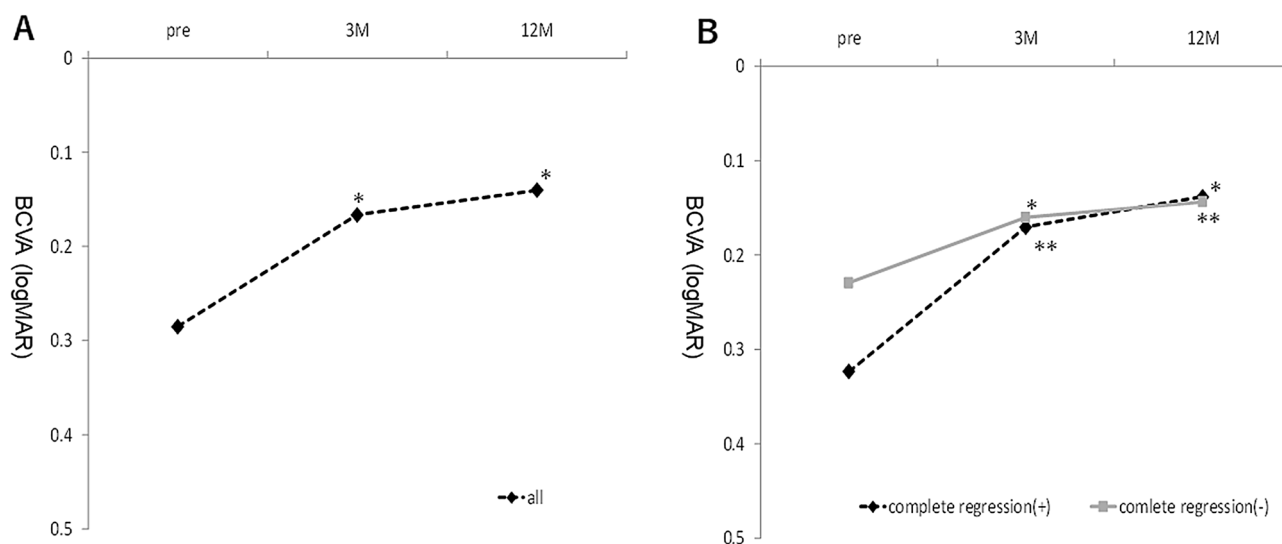 A
pre 3M 12M
0
0.1
0.2
0.3
0.4
0.5
BCVA (logMAR)
*
*
all
B
pre 3M 12M
0
0.1
0.2
0.3
0.4
0.5
BCVA (logMAR)
*
**
*
**
complete regression(+) comlete regression(-)